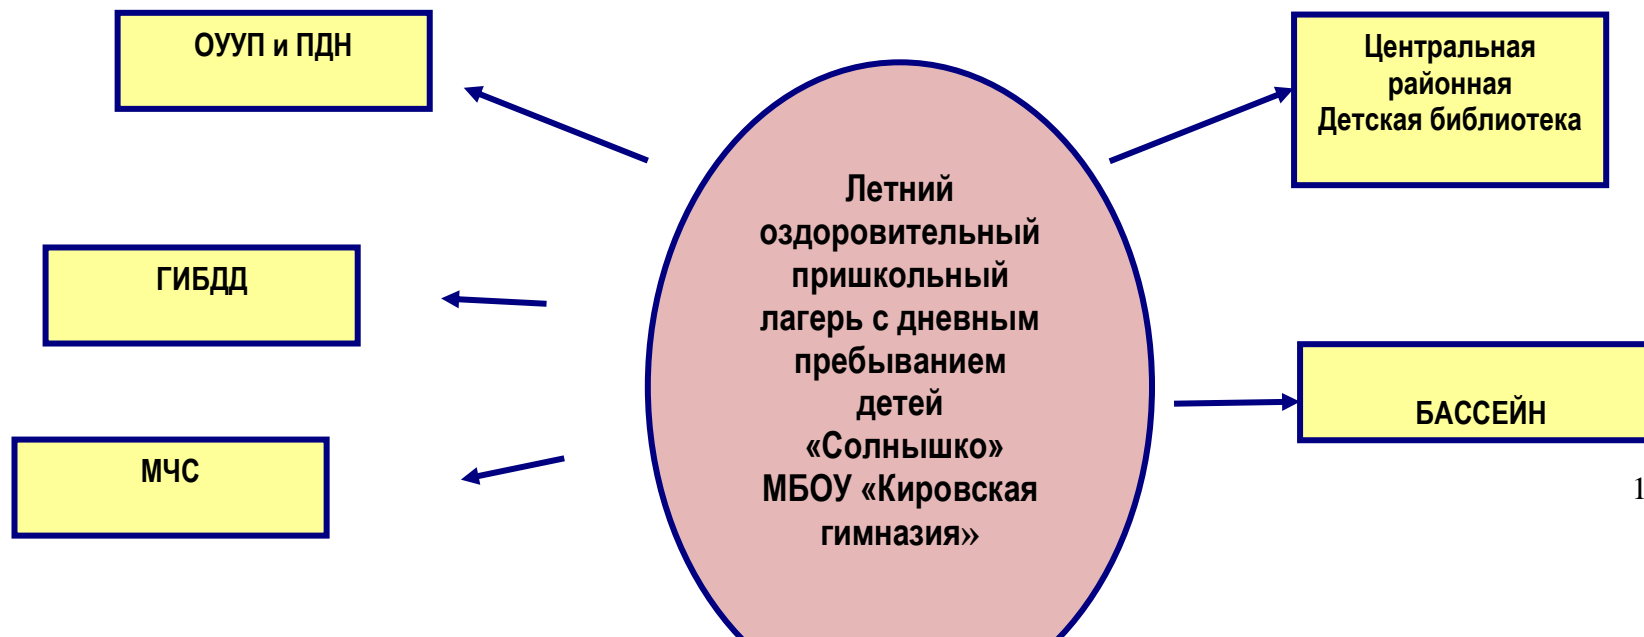 ОУУП и ПДН
Центральная
районная
Детская библиотека
Летний
оздоровительный
пришкольный
лагерь с дневным
пребыванием
детей
«Солнышко»
МБОУ «Кировская
гимназия»
ГИБДД
БАССЕЙН
МЧС
1